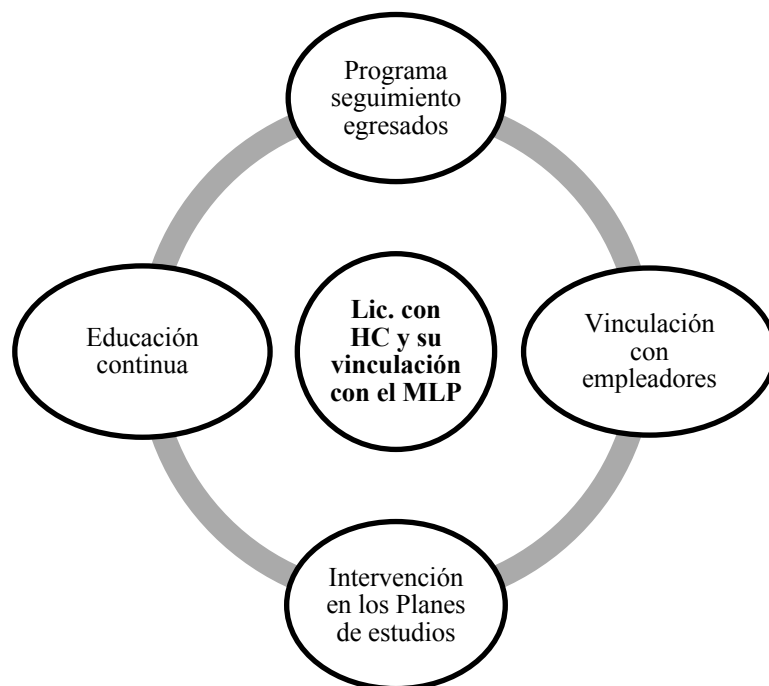 Programa
seguimiento
egresados
Educación
continua
Lic. con
HC y su
vinculación
con el MLP
Vinculación
con
empleadores
Intervención
en los Planes
de estudios